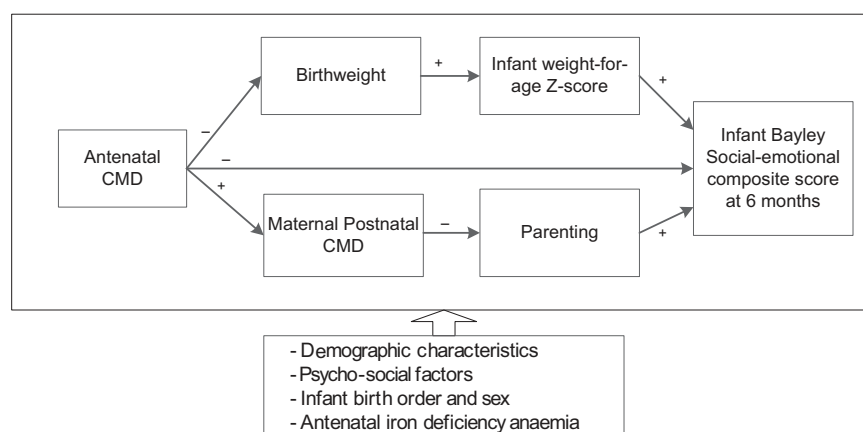 Birthweight
+
Infant weight-for-
age Z-score
+
–
Antenatal
CMD
–
+
Infant Bayley
Social-emotional
composite score
at 6 months
Maternal Postnatal
CMD
–
Parenting
+
- Demographic characteristics
- Psycho-social factors
- Infant birth order and sex
- Antenatal iron deficiency anaemia